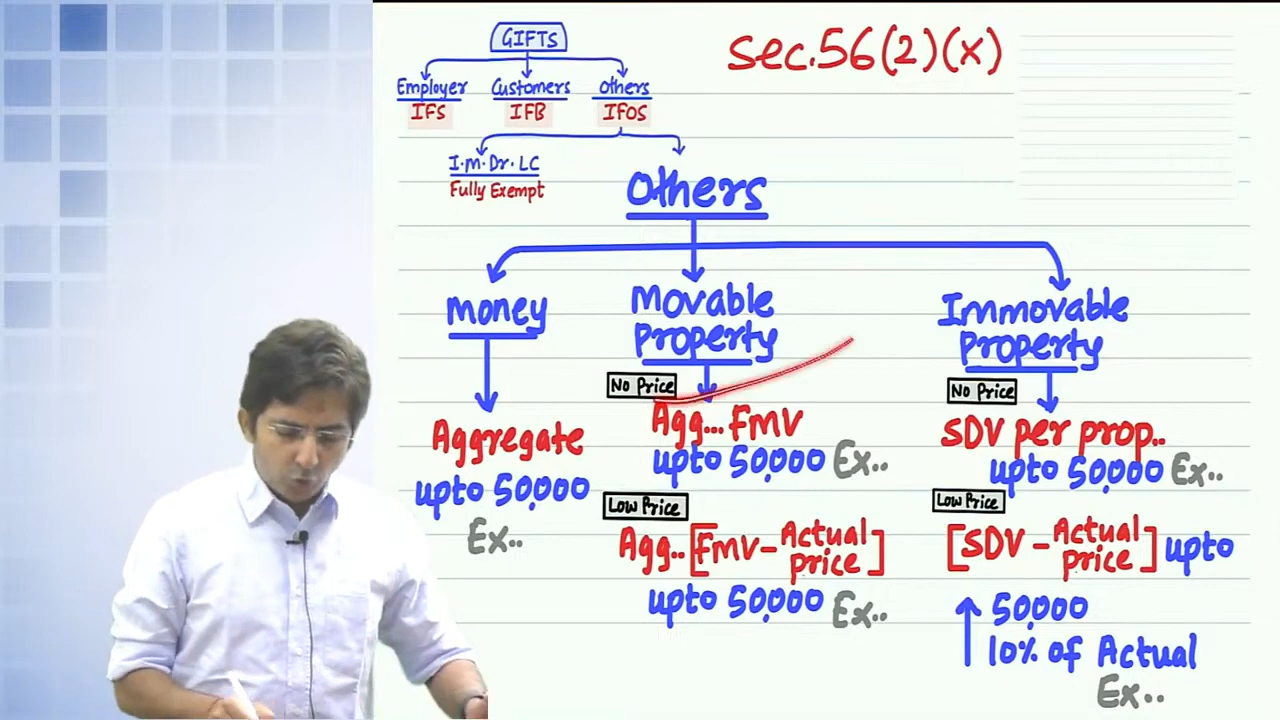 GIFTS
sec.56(2)(x)
Employer
IFS
Customers
IFB
Others
IFOS
I.m.Dr.LC
Fully Exempt
Others
Money
Aggregate
upto 50,000
Ex..
Movable
Property
No Price
Agg... FMV
upto 50,000 Ex..
Low Price
Agg..[FMV-Actual price]
upto 50,000 Ex..
Immovable
Property
No Price
SDV per prop..
upto 50,000 Ex..
Low Price
[SDV-Actual price] upto
↑ 50,000
10% of Actual
Ex..